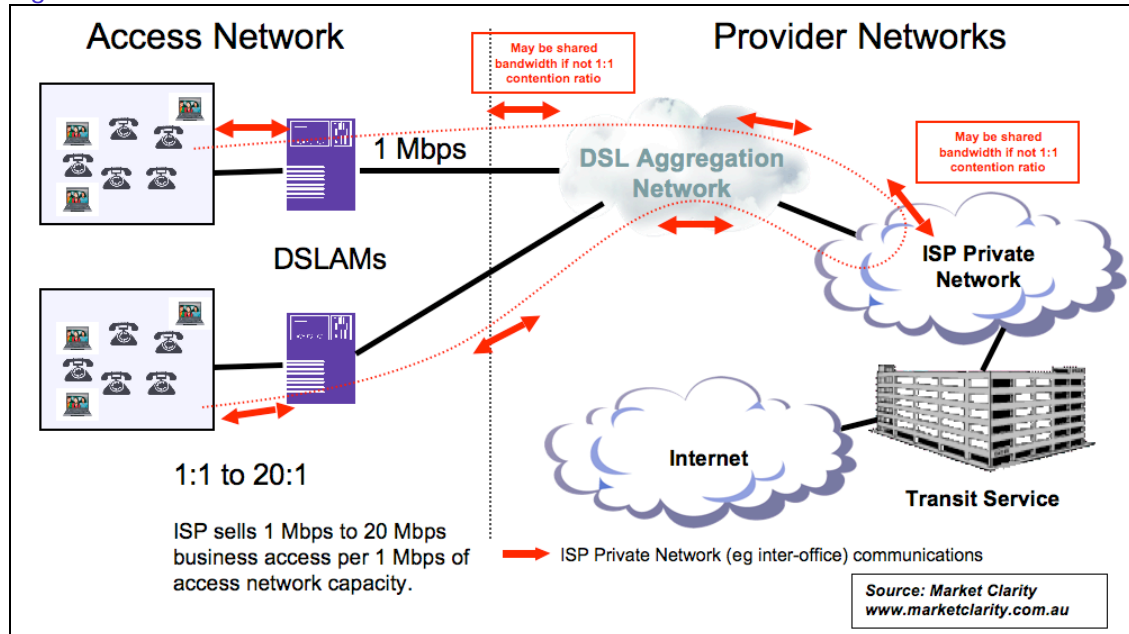 Access Network
Provider Networks
May be shared
bandwidth if not 1:1
contention ratio
May be shared
bandwidth if not 1:1
contention ratio
1 Mbps
DSL Aggregation
Network
DSLAMs
ISP Private
Network
Internet
Transit Service
1:1 to 20:1
ISP sells 1 Mbps to 20 Mbps
business access per 1 Mbps of
access network capacity.
ISP Private Network (eg inter-office) communications
Source: Market Clarity
www.marketclarity.com.au